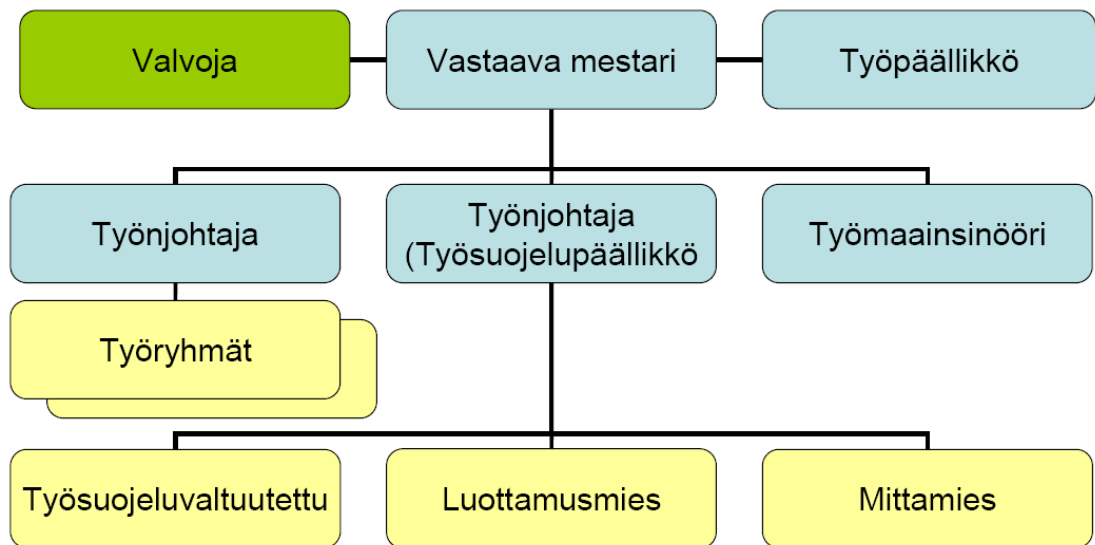 Valvoja
Vastaava mestari
Työpäällikkö
Työnjohtaja
Työnjohtaja
(Työsuojelupäällikkö
Työmaainsinööri
Työryhmät
Työsuojeluvaltuutettu
Luottamusmies
Mittamies